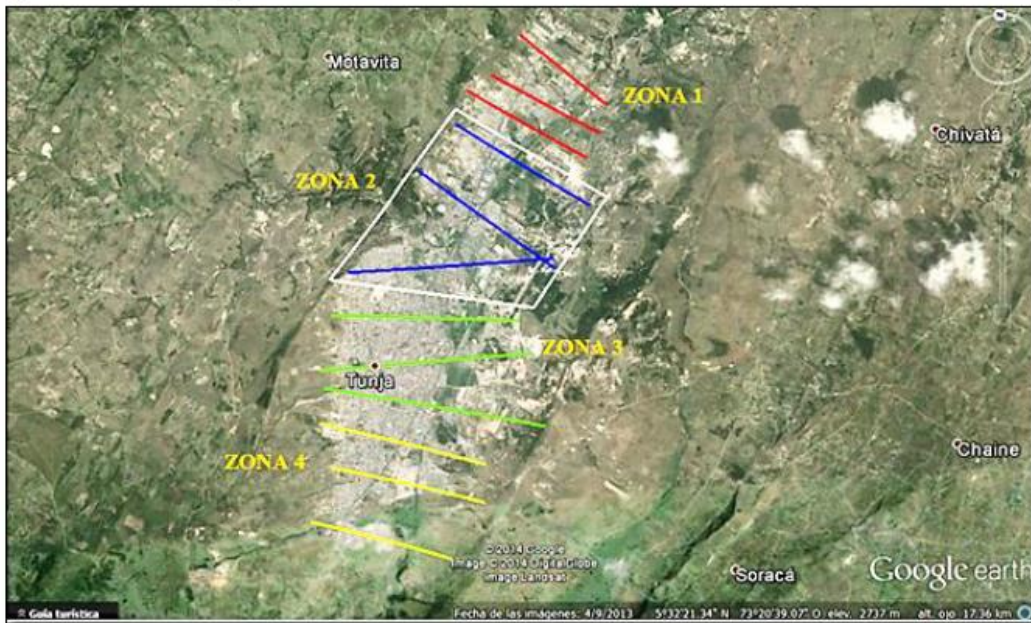 N
Motavita
ZONA 1
Chivatá
ZONA 2
ZONA 3
Tunja
ZONA 4
Chaine
© 2014 Google
Image © 2014 DigitalGlobe
Image Landsat
Soracá
Google earth
Guía turística
Fecha de las imágenes: 4/9/2013 5°32'21.34" N 73°20'39.07" O elev. 2737 m alt. ojo 17.36 km